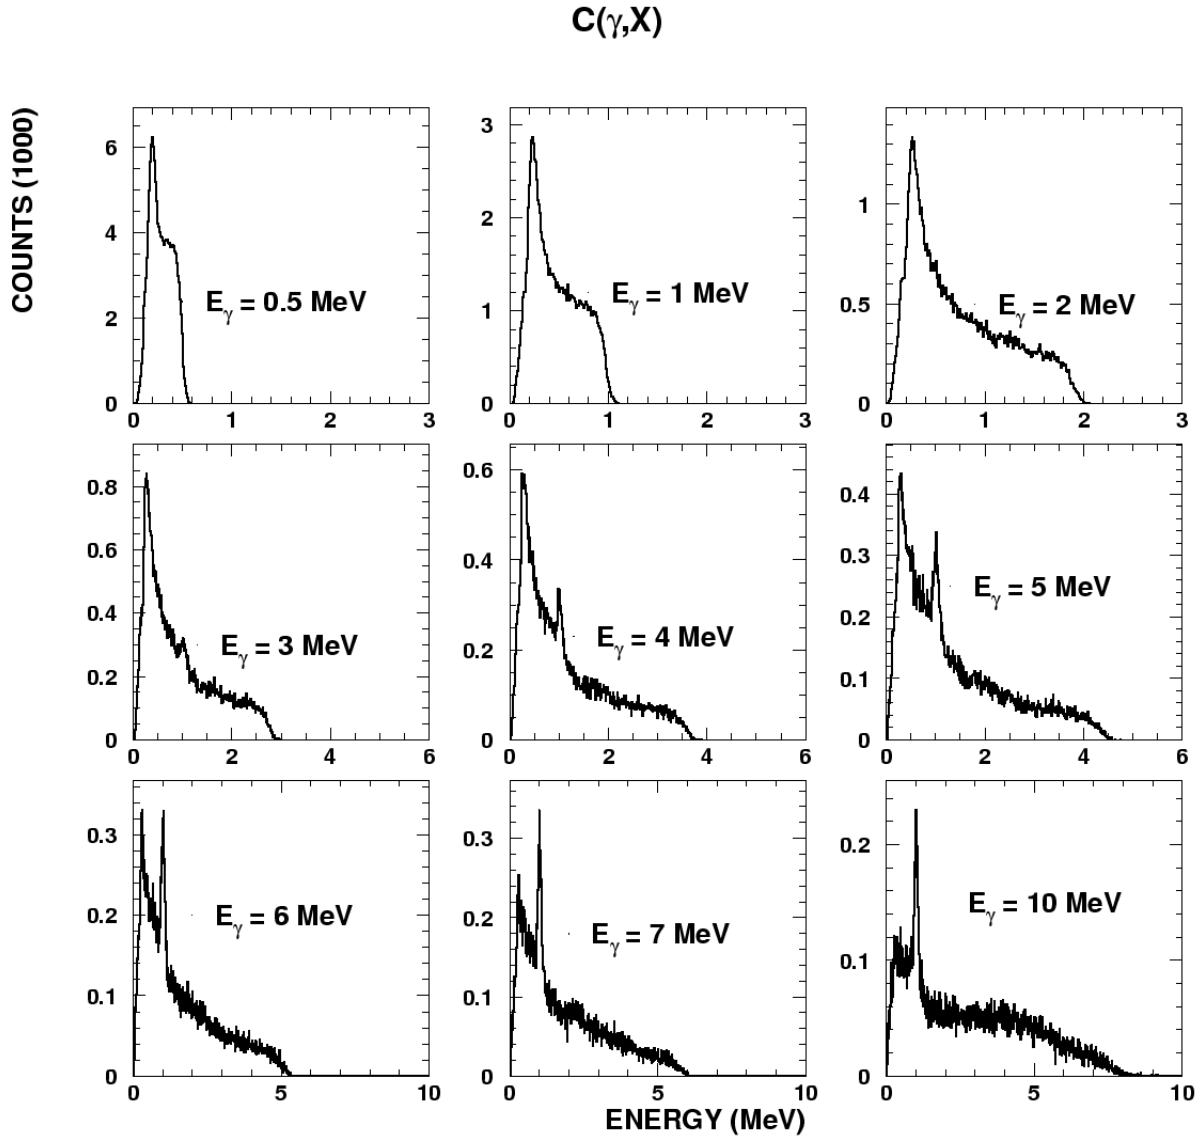 C(γ,X)
COUNTS (1000)
6
4
2
0
0 1 2 3
Eγ = 0.5 MeV
3
2
1
0
0 1 2 3
Eγ = 1 MeV
1
0.5
0
0 1 2 3
Eγ = 2 MeV
0.8
0.6
0.4
0.2
0
0 2 4 6
Eγ = 3 MeV
0.6
0.4
0.2
0
0 2 4 6
Eγ = 4 MeV
0.4
0.3
0.2
0.1
0
0 2 4 6
Eγ = 5 MeV
0.3
0.2
0.1
0
0 5 10
Eγ = 6 MeV
0.3
0.2
0.1
0
0 5 10
Eγ = 7 MeV
0.2
0.1
0
0 5 10
Eγ = 10 MeV
ENERGY (MeV)